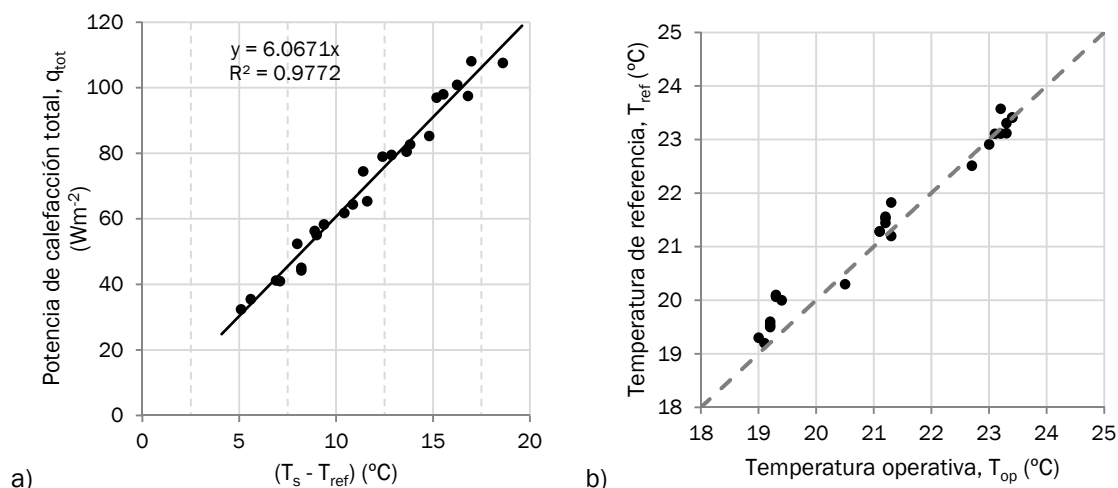 Potencia de calefacción total, q_tot
(Wm⁻²)
120
100
80
60
40
20
0
y = 6.0671x
R² = 0.9772
0 5 10 15 20
(T_s - T_ref) (ºC)
a)
Temperatura de referencia, T_ref (ºC)
25
24
23
22
21
20
19
18
18 19 20 21 22 23 24 25
Temperatura operativa, T_op (ºC)
b)